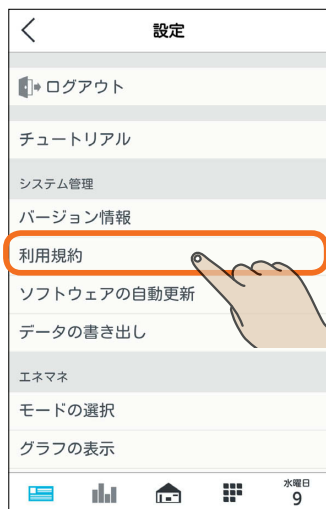 設定
ログアウト
チュートリアル
システム管理
バージョン情報
利用規約
ソフトウェアの自動更新
データの書き出し
エネマネ
モードの選択
グラフの表示
水曜日
9